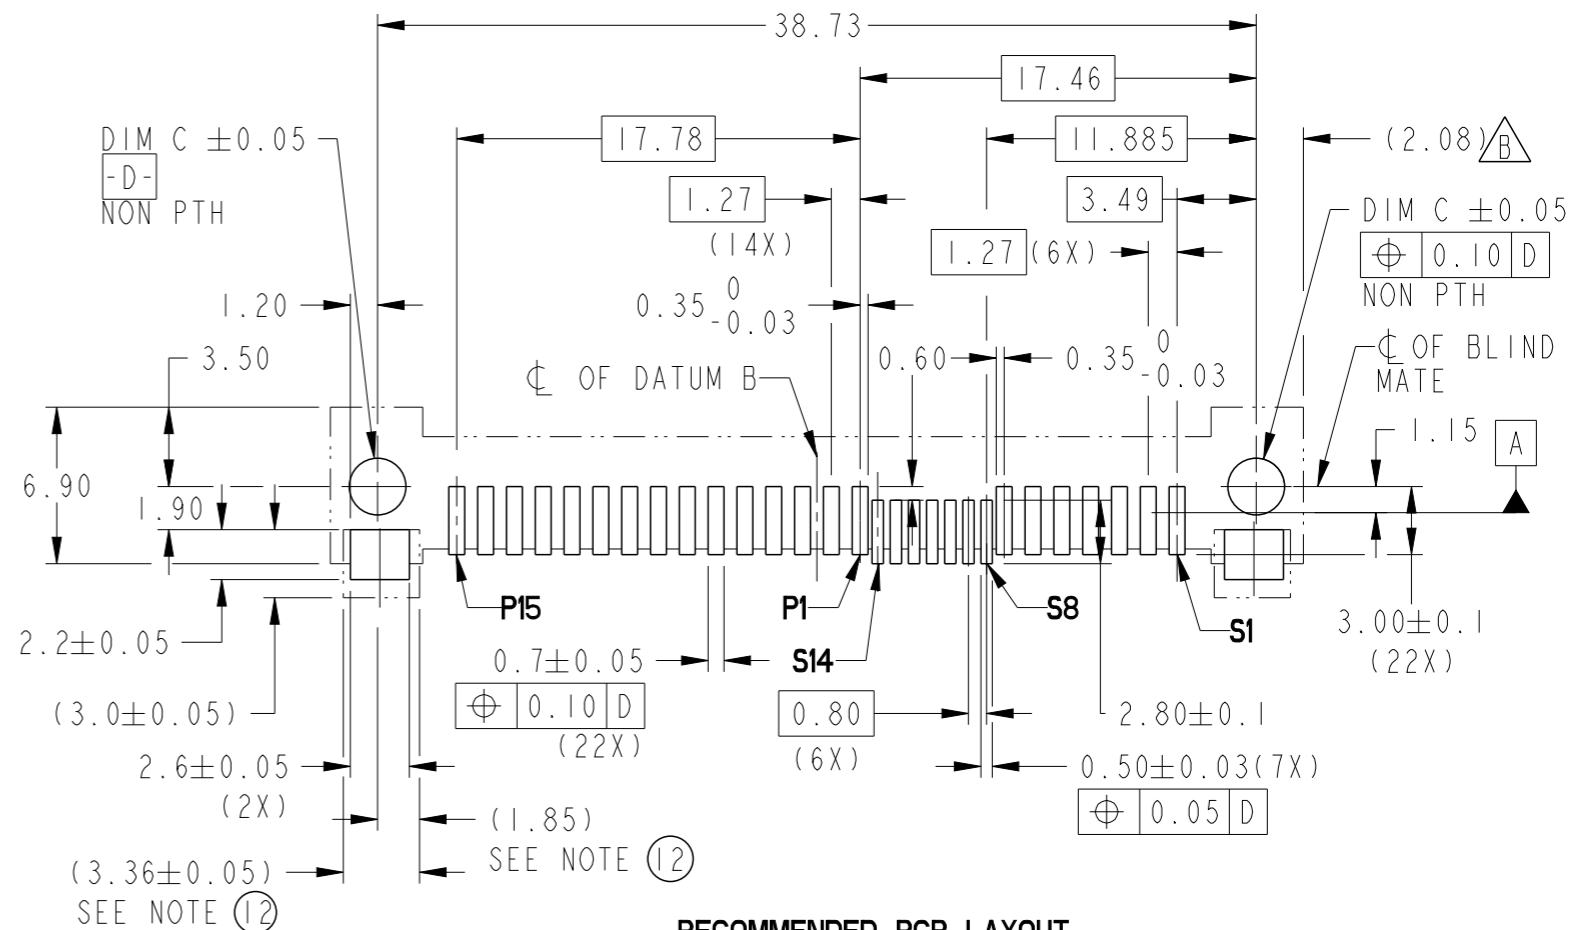 38.73
17.46
DIM C ±0.05
-D-
NON PTH
17.78
11.885
(2.08) B
1.27
(14X)
3.49
1.27 (6X)
DIM C ±0.05
⌖ 0.10 D
NON PTH
1.20
0.35 0 -0.03
3.50
℄ OF DATUM B
0.60
0.35 0 -0.03
℄ OF BLIND
MATE
1.15
A
6.90
1.90
P15
P1
S8
S1
2.2±0.05
0.7±0.05
S14
3.00±0.1
(22X)
(3.0±0.05)
⌖ 0.10 D
(22X)
0.80
(6X)
2.80±0.1
2.6±0.05
(2X)
0.50±0.03(7X)
⌖ 0.05 D
(1.85)
SEE NOTE 12
(3.36±0.05)
SEE NOTE 12
RECOMMENDED PCB LAYOUT